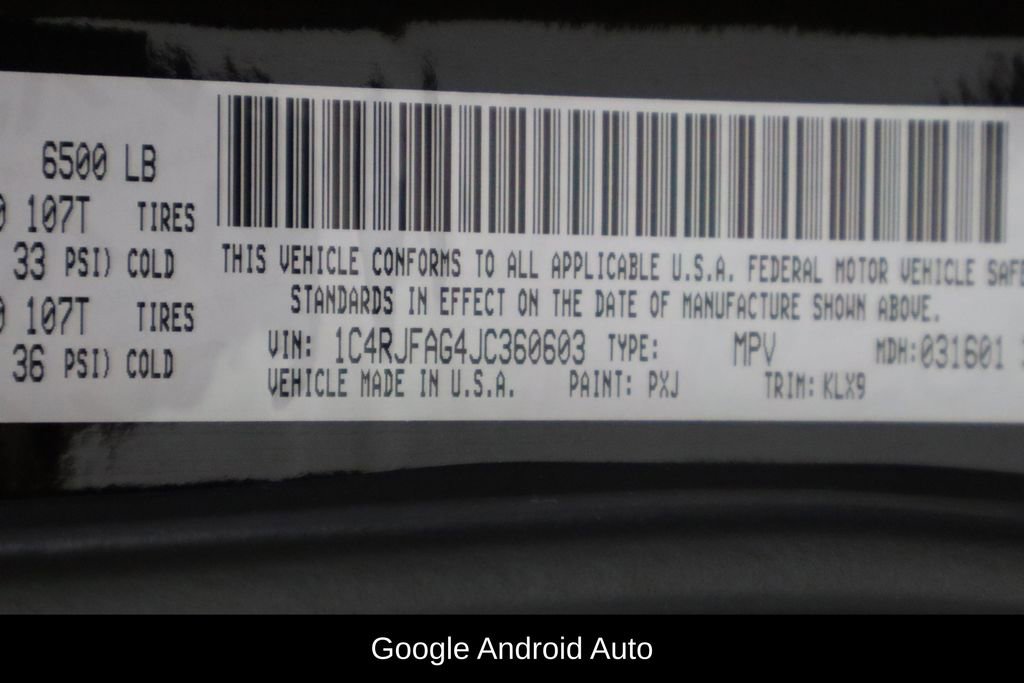 6500 LB
107T TIRES
33 PSI) COLD
107T TIRES
36 PSI) COLD
THIS VEHICLE CONFORMS TO ALL APPLICABLE U.S.A. FEDERAL MOTOR VEHICLE SAFE
STANDARDS IN EFFECT ON THE DATE OF MANUFACTURE SHOWN ABOVE.
VIN: 1C4RJFAG4JC360603 TYPE: MPV MDH:031601
VEHICLE MADE IN U.S.A. PAINT: PXJ TRIM: KLX9
Google Android Auto